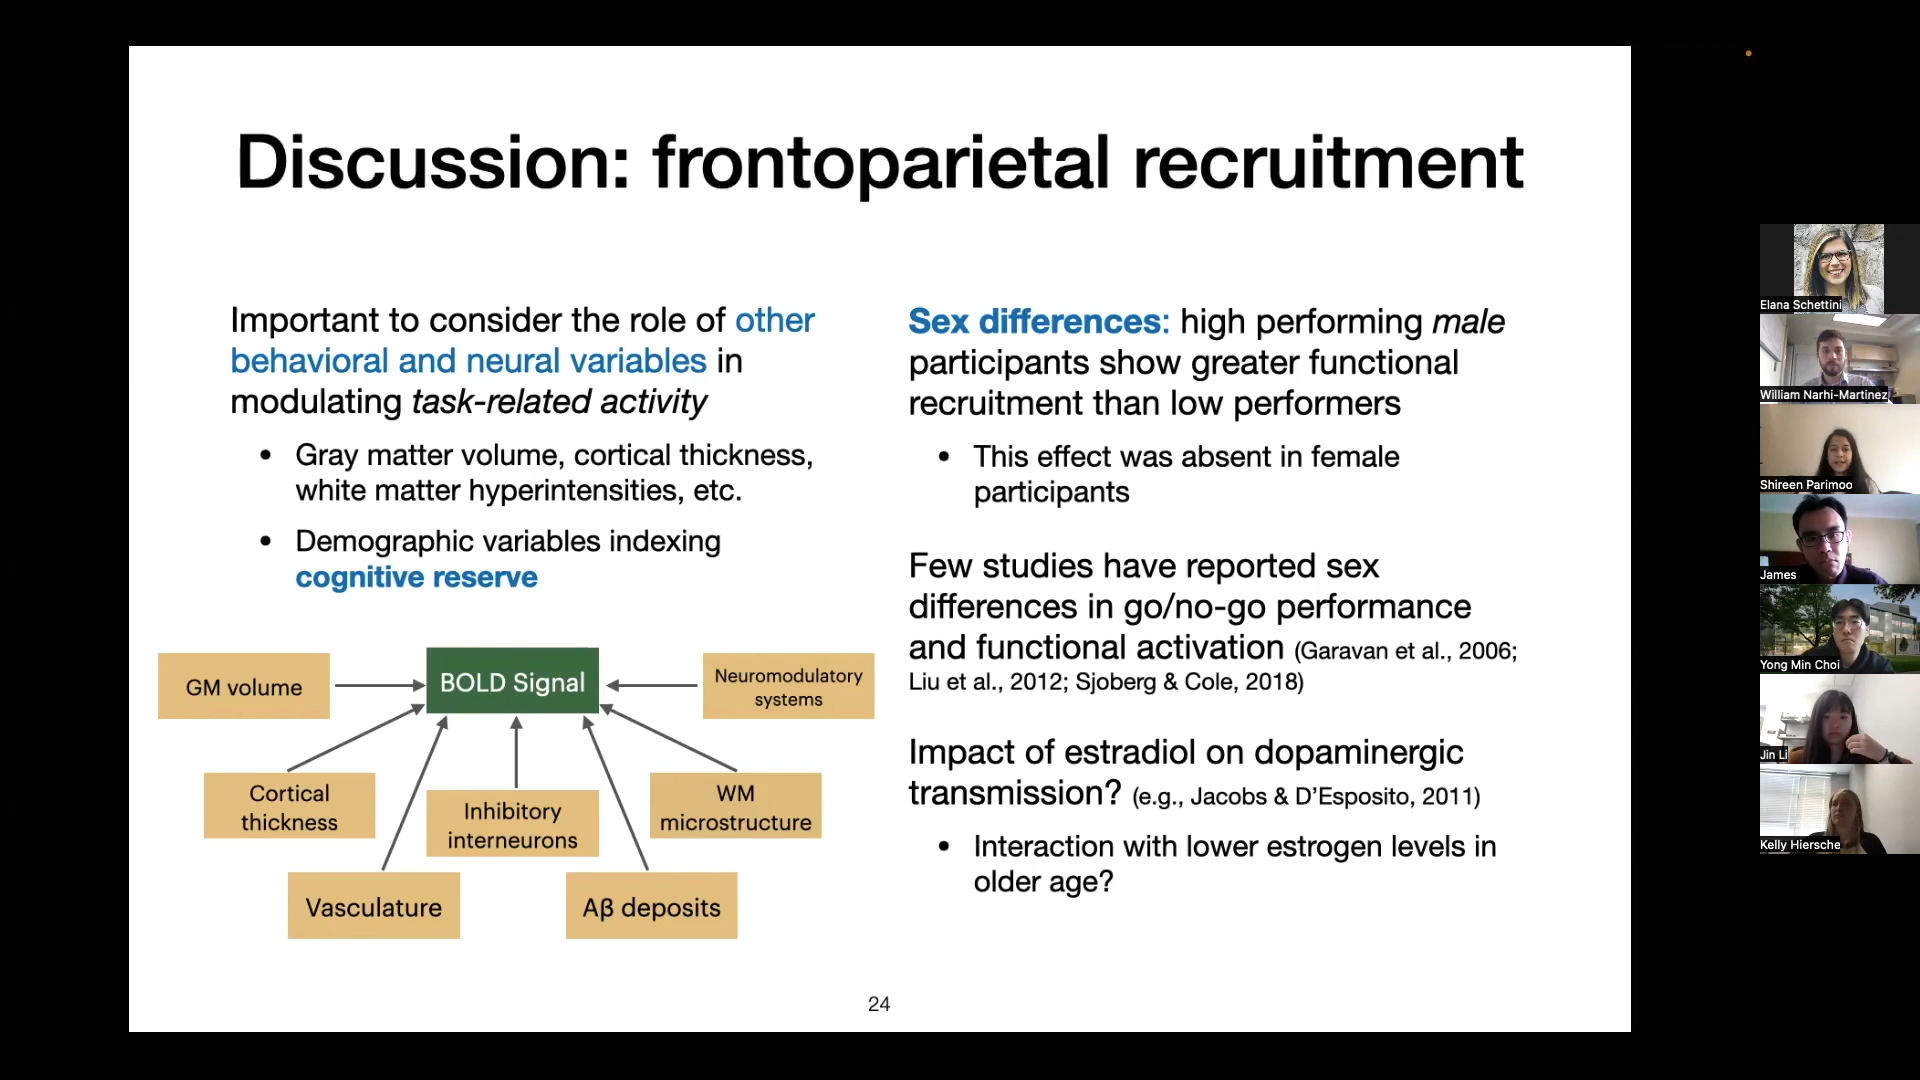 Discussion: frontoparietal recruitment
Important to consider the role of other
behavioral and neural variables in
modulating task-related activity
• Gray matter volume, cortical thickness,
white matter hyperintensities, etc.
• Demographic variables indexing
cognitive reserve
GM volume
BOLD Signal
Neuromodulatory
systems
Cortical
thickness
Inhibitory
interneurons
WM
microstructure
Vasculature
Aβ deposits
Sex differences: high performing male
participants show greater functional
recruitment than low performers
• This effect was absent in female
participants
Few studies have reported sex
differences in go/no-go performance
and functional activation (Garavan et al., 2006;
Liu et al., 2012; Sjoberg & Cole, 2018)
Impact of estradiol on dopaminergic
transmission? (e.g., Jacobs & D’Esposito, 2011)
• Interaction with lower estrogen levels in
older age?
24
Elana Schettini
William Narhi-Martinez
Shireen Parimoo
James
Yong Min Choi
Jin Li
Kelly Hiersche